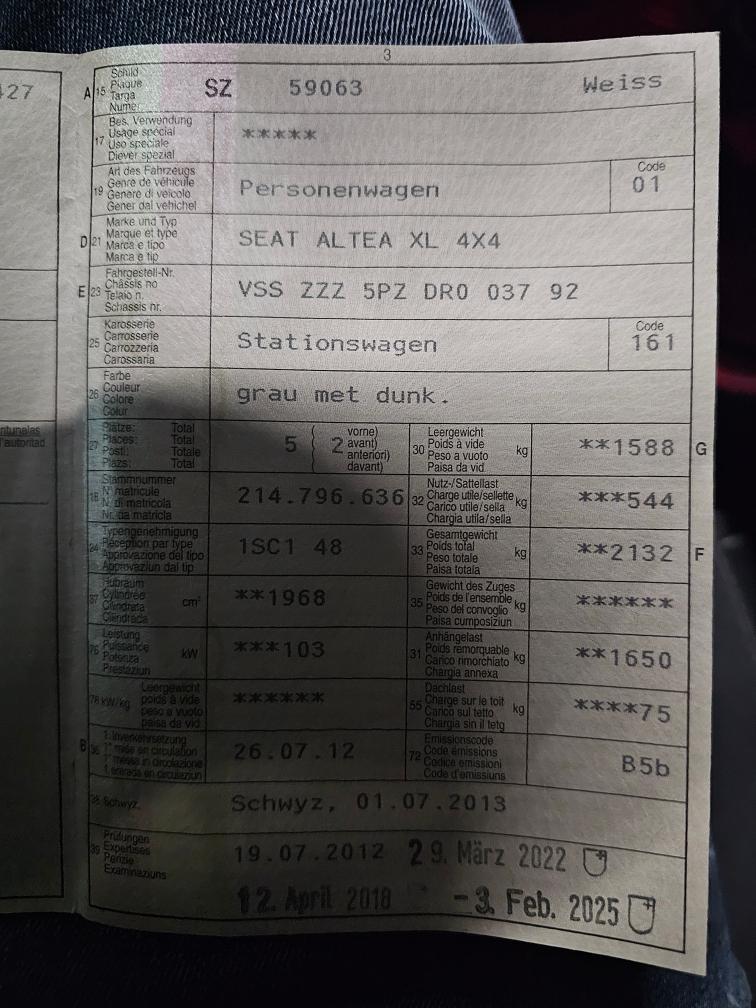 3
427
A 15 Schild
Plaque
Targa
Numer
SZ 59063 Weiss
17 Bes. Verwendung
Usage spécial
Uso speciale
Diever spezial
*****
19 Art des Fahrzeugs
Genre de véhicule
Genere di veicolo
Gener dal vehichel
Personenwagen
Code
01
D 21 Marke und Typ
Marque et type
Marca e tipo
Marca e tip
SEAT ALTEA XL 4X4
E 23 Fahrgestell-Nr.
Châssis no
Telaio n.
Schassis nr.
VSS ZZZ 5PZ DR0 037 92
25 Karosserie
Carrosserie
Carrozzeria
Carossaria
Stationswagen
Code
161
26 Farbe
Couleur
Colore
Colur
grau met dunk.
27 Plätze: Total
Places: Total
Posti: Totale
Plazs: Total
5 2 vorne)
avant)
anteriori)
davant)
30 Leergewicht
Poids à vide
Peso a vuoto
Paisa da vid
kg
**1588 G
18 Stammnummer
N° matricule
N. di matricola
Nr. da matricla
214.796.636
32 Nutz-/Sattellast
Charge utile/sellette
Carico utile/sella
Chargia utila/sella
kg
***544
24 Typengenehmigung
Réception par type
Approvazione del tipo
Approvaziun dal tip
1SC1 48
33 Gesamtgewicht
Poids total
Peso totale
Paisa totala
kg
**2132 F
37 Hubraum
Cylindrée
Cilindrata
Cilindrada
cm³
**1968
35 Gewicht des Zuges
Poids de l'ensemble
Peso del convoglio
Paisa cumposiziun
kg
******
76 Leistung
Puissance
Potenza
Prestaziun
kW
***103
31 Anhängelast
Poids remorquable
Carico rimorchiato
Chargia annexa
kg
**1650
78 kW/kg Leergewicht
poids à vide
peso a vuoto
paisa da vid
******
55 Dachlast
Charge sur le toit
Carico sul tetto
Chargia sin il tetg
kg
****75
B 36 1. Inverkehrsetzung
1re mise en circulation
1a messa in circolazione
1. entrada en circulaziun
26.07.12
72 Emissionscode
Code émissions
Codice emissioni
Code d'emissiuns
B5b
38 Schwyz,
Schwyz, 01.07.2013
39 Prüfungen
Expertises
Perizie
Examinaziuns
19.07.2012 29. März 2022
12. April 2018 -3. Feb. 2025